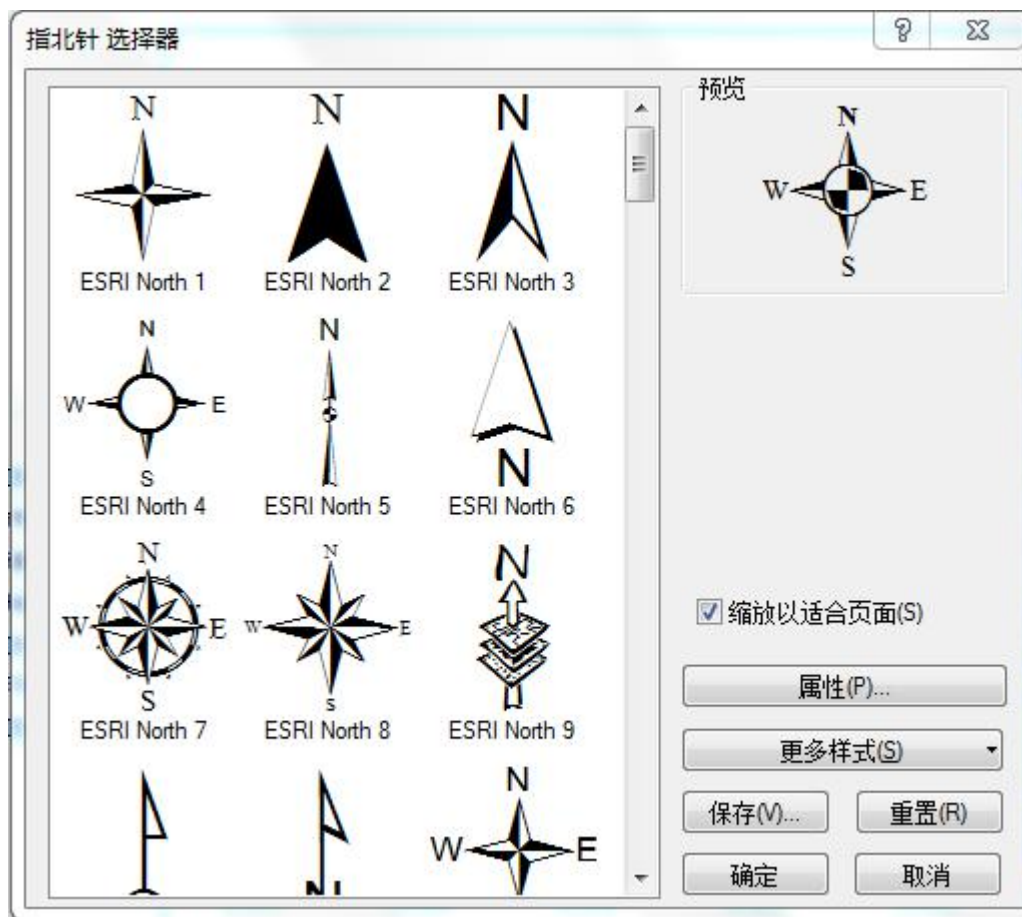 指北针 选择器
N
N
N
ESRI North 1
ESRI North 2
ESRI North 3
N
W
E
S
ESRI North 4
N
ESRI North 5
N
ESRI North 6
N
W
E
S
ESRI North 7
N
W
E
S
ESRI North 8
N
ESRI North 9
N
W
E
预览
N
W
E
S
缩放以适合页面(S)
属性(P)...
更多样式(S)
保存(V)...
重置(R)
确定
取消